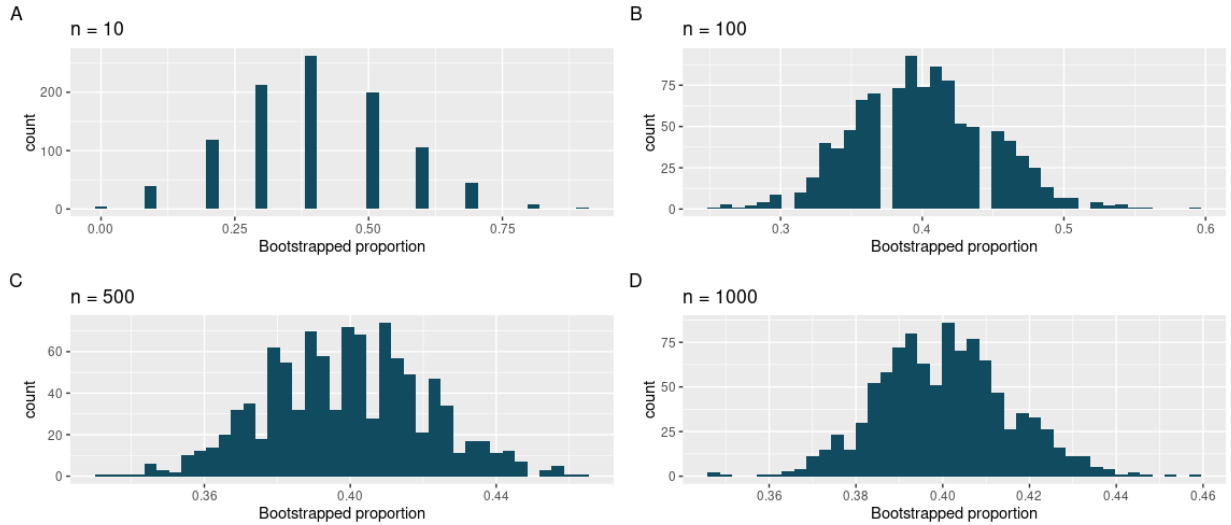 A
n = 10
200
100
0
count
0.00
0.25
0.50
0.75
Bootstrapped proportion
B
n = 100
75
50
25
0
count
0.3
0.4
0.5
0.6
Bootstrapped proportion
C
n = 500
60
40
20
0
count
0.36
0.40
0.44
Bootstrapped proportion
D
n = 1000
75
50
25
0
count
0.36
0.38
0.40
0.42
0.44
0.46
Bootstrapped proportion